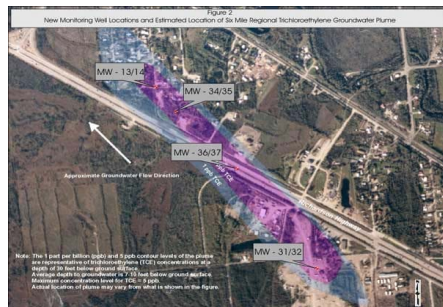 Figure 2
New Monitoring Well Locations and Estimated Location of Six Mile Regional Trichloroethylene Groundwater Plume
MW - 13/14
MW - 34/35
MW - 36/37
Approximate Groundwater Flow Direction
MW - 31/32
Note: The 1 part per billion (ppb) and 5 ppb contour levels of the plume
are representative of trichloroethylene (TCE) concentrations at a
depth of 30 feet below ground surface.
Average depth to groundwater is 7-10 feet below ground surface.
Maximum concentration level for TCE = 5 ppb.
Actual location of plume may vary from what is shown in the figure.